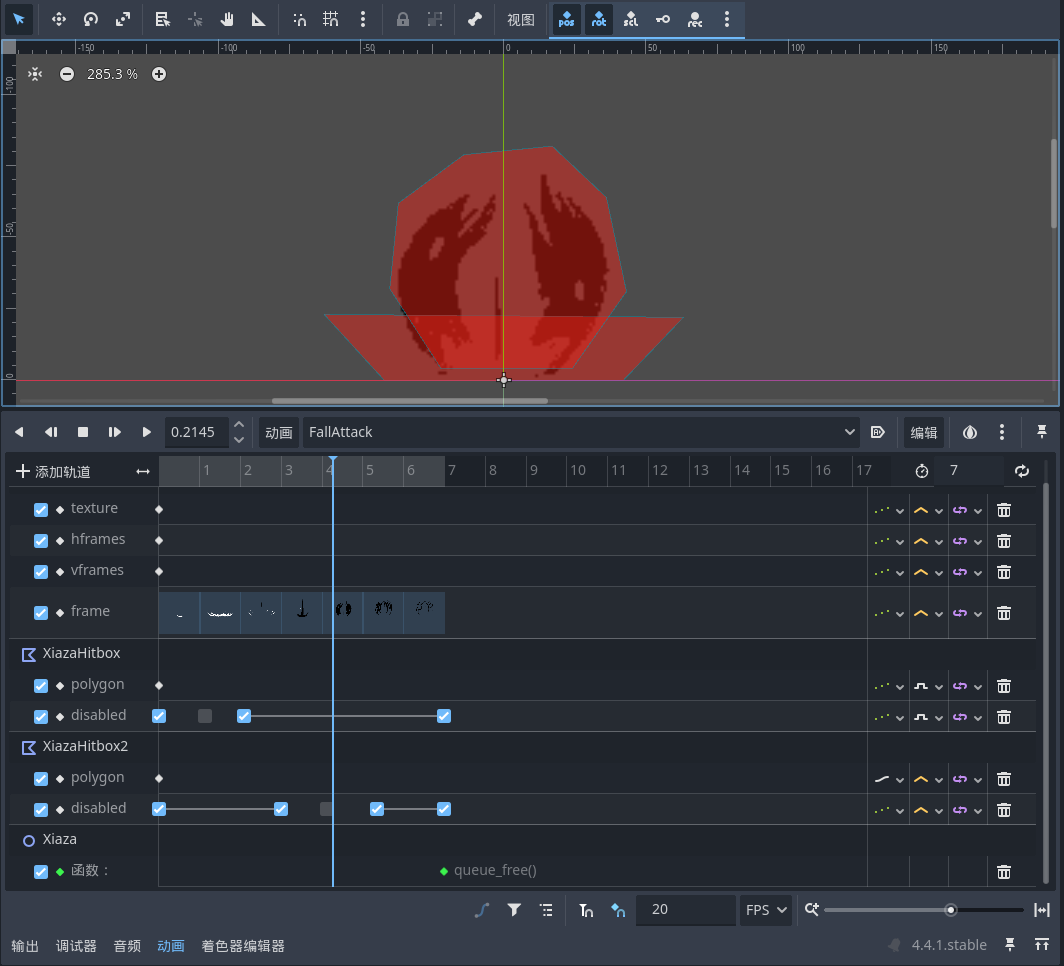 视图 pos rot scl rec
-150 -100 -50 0 50 100 150
-100
285.3 %
-50
0
0.2145 动画 FallAttack 编辑
添加轨道 1 2 3 4 5 6 7 8 9 10 11 12 13 14 15 16 17 7
texture
hframes
vframes
frame
XiazaHitbox
polygon
disabled
XiazaHitbox2
polygon
disabled
Xiaza
函数： queue_free()
20 FPS
输出 调试器 音频 动画 着色器编辑器 4.4.1.stable